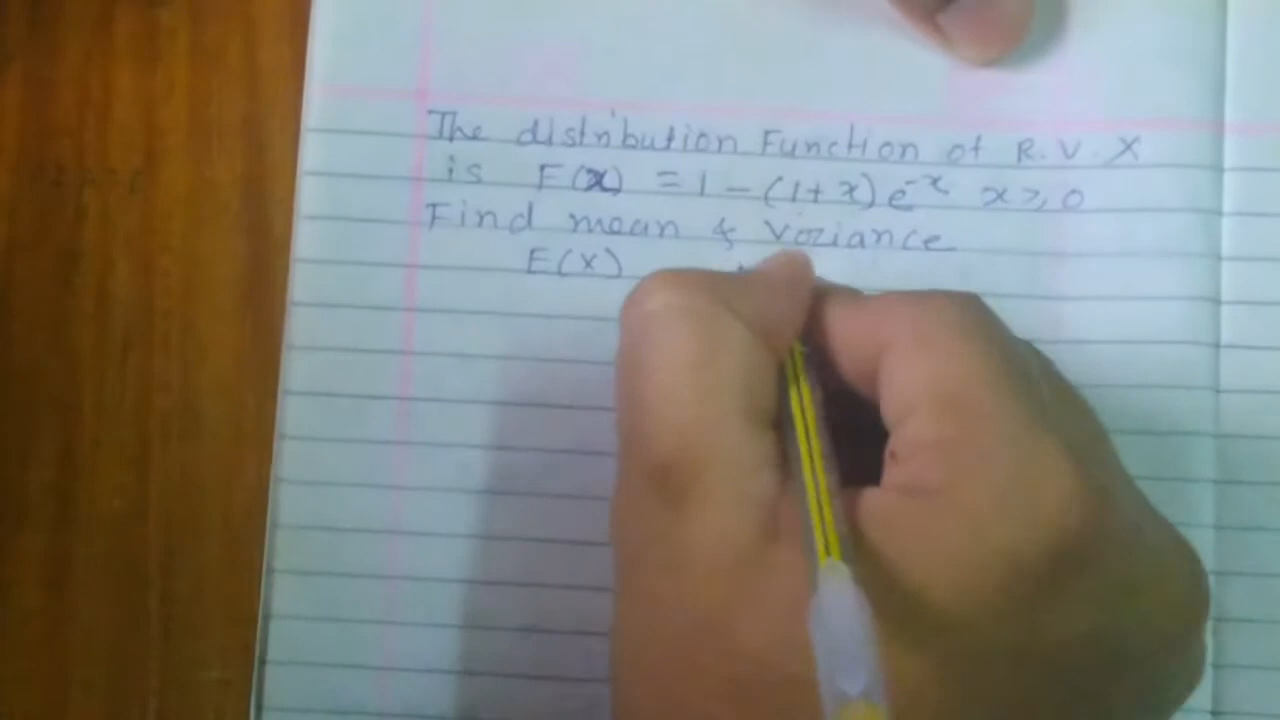 The distribution Function of R.V. X
is F(x) = 1 - (1+x) e^-x x ≥ 0
Find mean & Variance
E(X)